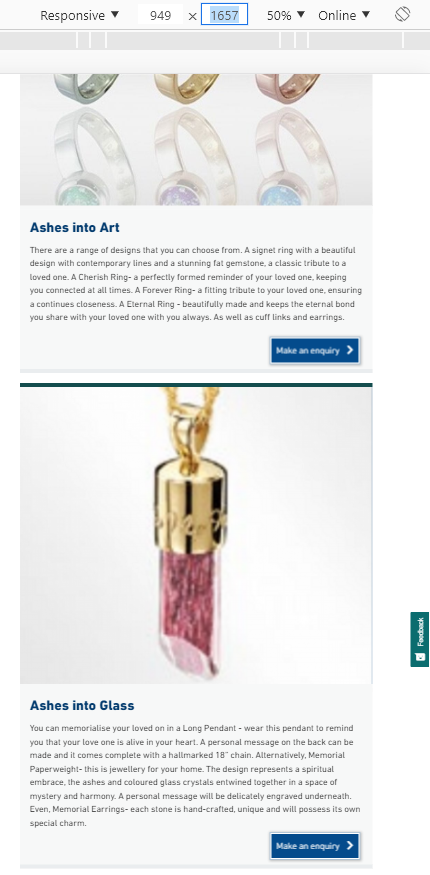 Responsive ▼ 949 × 1657 50% ▼ Online ▼
Ashes into Art
There are a range of designs that you can choose from. A signet ring with a beautiful
design with contemporary lines and a stunning fat gemstone, a classic tribute to a
loved one. A Cherish Ring- a perfectly formed reminder of your loved one, keeping
you connected at all times. A Forever Ring- a fitting tribute to your loved one, ensuring
a continues closeness. A Eternal Ring - beautifully made and keeps the eternal bond
you share with your loved one with you always. As well as cuff links and earrings.
Make an enquiry
Feedback
Ashes into Glass
You can memorialise your loved on in a Long Pendant - wear this pendant to remind
you that your love one is alive in your heart. A personal message on the back can be
made and it comes complete with a hallmarked 18" chain. Alternatively, Memorial
Paperweight- this is jewellery for your home. The design represents a spiritual
embrace, the ashes and coloured glass crystals entwined together in a space of
mystery and harmony. A personal message will be delicately engraved underneath.
Even, Memorial Earrings- each stone is hand-crafted, unique and will possess its own
special charm.
Make an enquiry